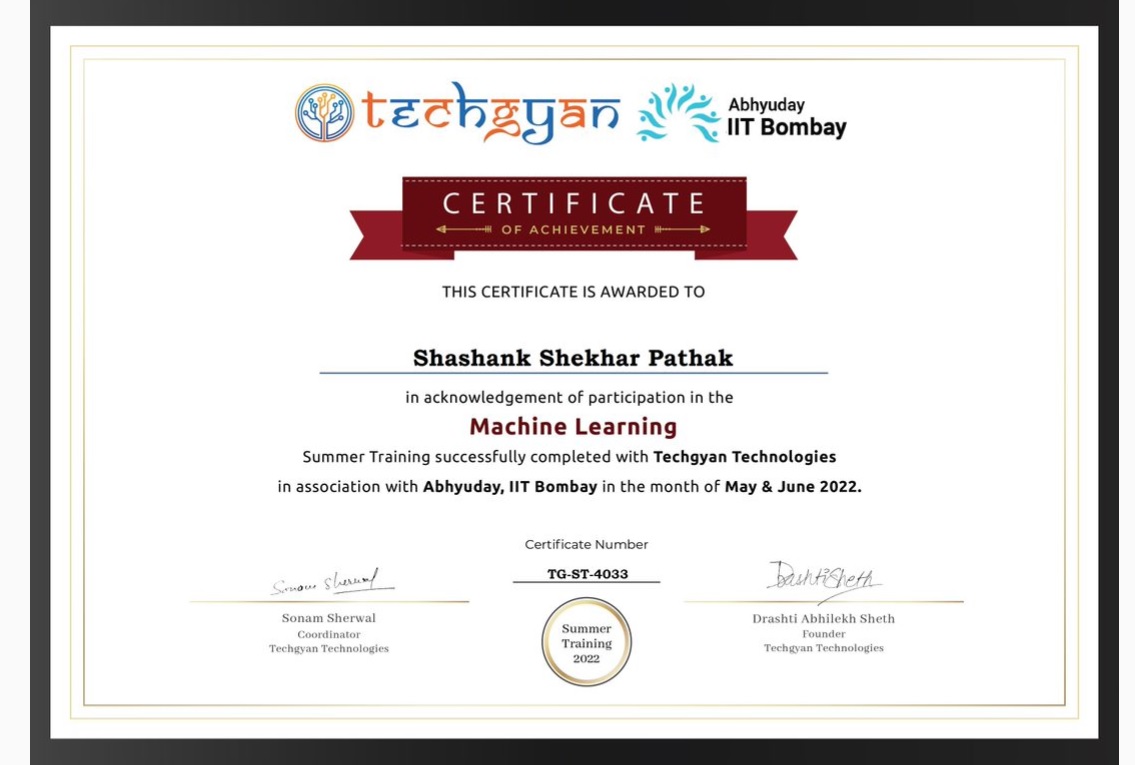 techgyan
Abhyuday
IIT Bombay
CERTIFICATE
OF ACHIEVEMENT
THIS CERTIFICATE IS AWARDED TO
Shashank Shekhar Pathak
in acknowledgement of participation in the
Machine Learning
Summer Training successfully completed with Techgyan Technologies
in association with Abhyuday, IIT Bombay in the month of May & June 2022.
Certificate Number
TG-ST-4033
Sonam Sherwal
Sonam Sherwal
Coordinator
Techgyan Technologies
Summer
Training
2022
DashtiSheth
Drashti Abhilekh Sheth
Founder
Techgyan Technologies